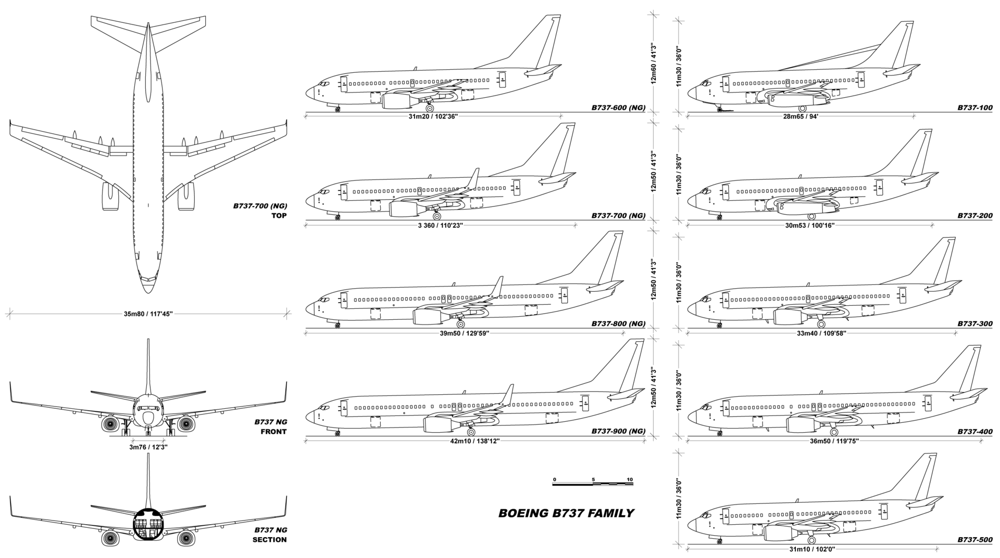 B737-700 (NG)
TOP
35m80 / 117'45"
B737 NG
FRONT
3m76 / 12'3"
B737 NG
SECTION
12m60 / 41'3"
B737-600 (NG)
31m20 / 102'36"
12m50 / 41'3"
B737-700 (NG)
3 360 / 110'23"
12m50 / 41'3"
B737-800 (NG)
39m50 / 129'59"
12m50 / 41'3"
B737-900 (NG)
42m10 / 138'12"
0 5 10
BOEING B737 FAMILY
11m30 / 36'0"
B737-100
28m65 / 94'
11m30 / 36'0"
B737-200
30m53 / 100'16"
11m30 / 36'0"
B737-300
33m40 / 109'58"
11m30 / 36'0"
B737-400
36m50 / 119'75"
11m30 / 36'0"
B737-500
31m10 / 102'0"